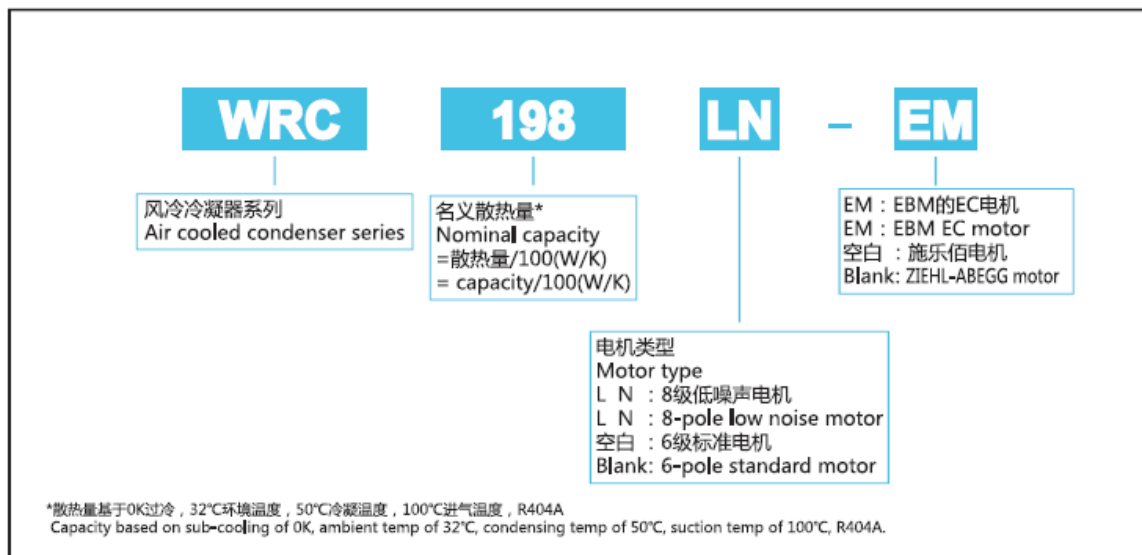 WRC 198 LN – EM
风冷冷凝器系列
Air cooled condenser series
名义散热量*
Nominal capacity
=散热量/100(W/K)
= capacity/100(W/K)
EM : EBM的EC电机
EM : EBM EC motor
空白 : 施乐佰电机
Blank: ZIEHL-ABEGG motor
电机类型
Motor type
L N : 8级低噪声电机
L N : 8-pole low noise motor
空白 : 6级标准电机
Blank: 6-pole standard motor
*散热量基于0K过冷，32℃环境温度，50℃冷凝温度，100℃进气温度，R404A
Capacity based on sub-cooling of 0K, ambient temp of 32℃, condensing temp of 50℃, suction temp of 100℃, R404A.